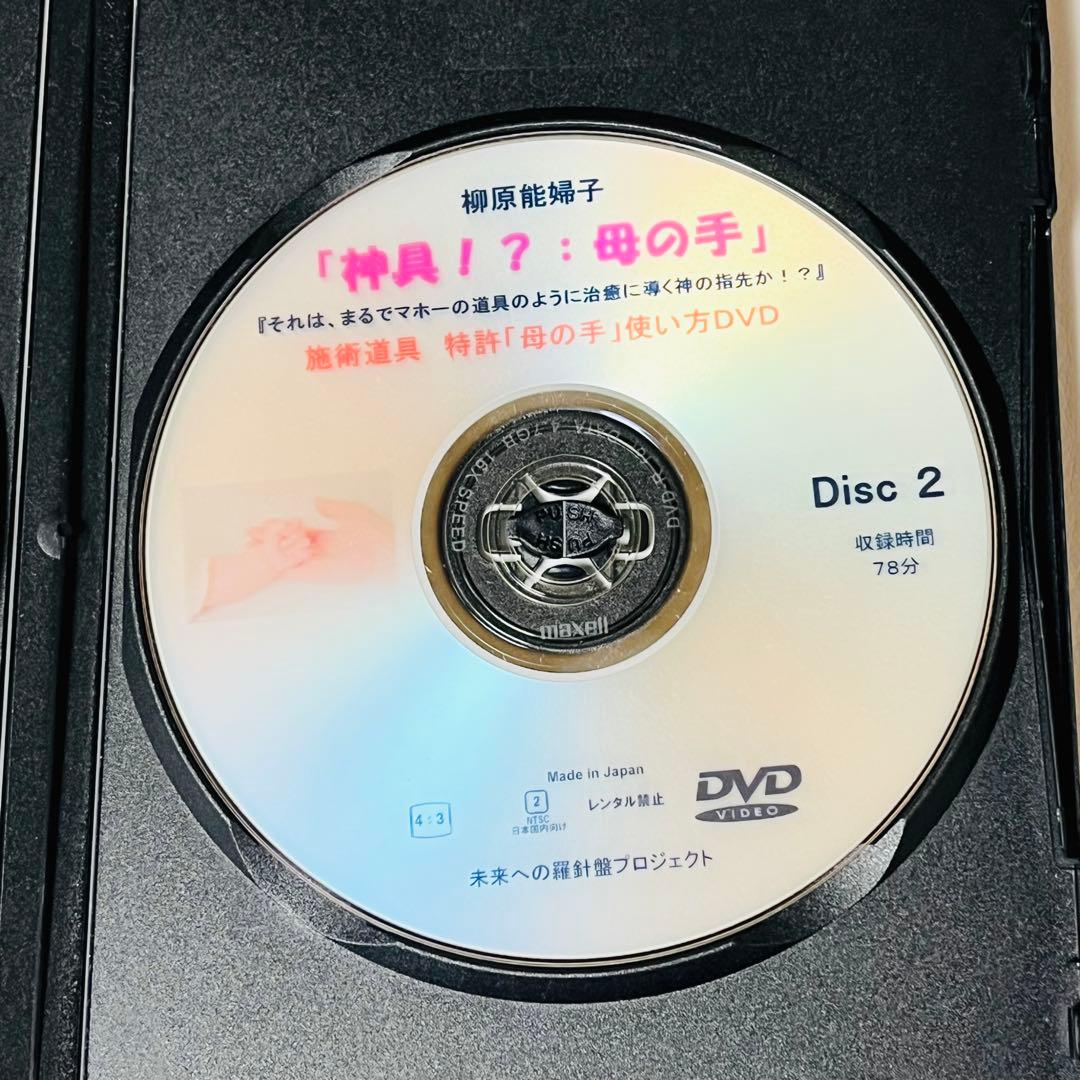 柳原能婦子
「神具！？：母の手」
『それは、まるでマホーの道具のように治癒に導く神の指先か！？』
施術道具 特許「母の手」使い方DVD
Disc 2
収録時間
78分
PUSH
PUSH
maxell
Made in Japan
4:3
2
NTSC
日本国内向け
レンタル禁止
DVD
VIDEO
未来への羅針盤プロジェクト